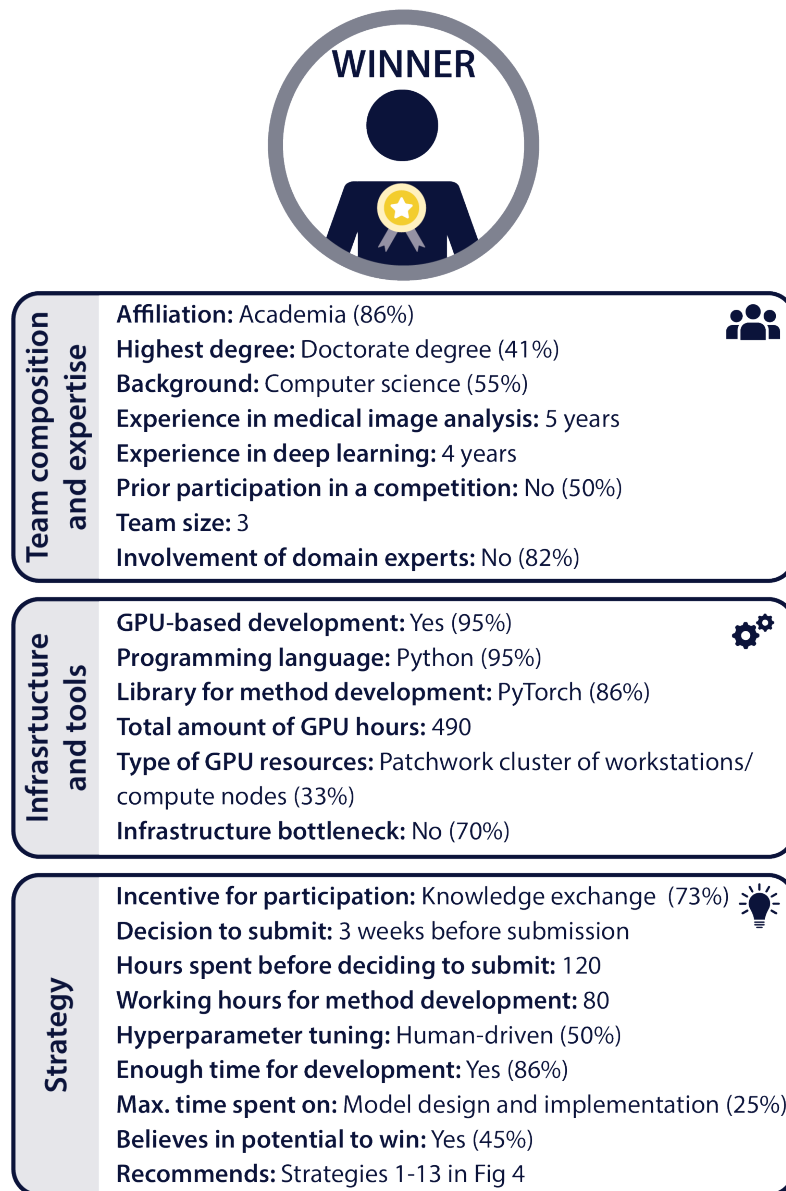 WINNER
Team composition
and expertise
Affiliation: Academia (86%)
Highest degree: Doctorate degree (41%)
Background: Computer science (55%)
Experience in medical image analysis: 5 years
Experience in deep learning: 4 years
Prior participation in a competition: No (50%)
Team size: 3
Involvement of domain experts: No (82%)
Infrasrtucture
and tools
GPU-based development: Yes (95%)
Programming language: Python (95%)
Library for method development: PyTorch (86%)
Total amount of GPU hours: 490
Type of GPU resources: Patchwork cluster of workstations/
compute nodes (33%)
Infrastructure bottleneck: No (70%)
Strategy
Incentive for participation: Knowledge exchange (73%)
Decision to submit: 3 weeks before submission
Hours spent before deciding to submit: 120
Working hours for method development: 80
Hyperparameter tuning: Human-driven (50%)
Enough time for development: Yes (86%)
Max. time spent on: Model design and implementation (25%)
Believes in potential to win: Yes (45%)
Recommends: Strategies 1-13 in Fig 4